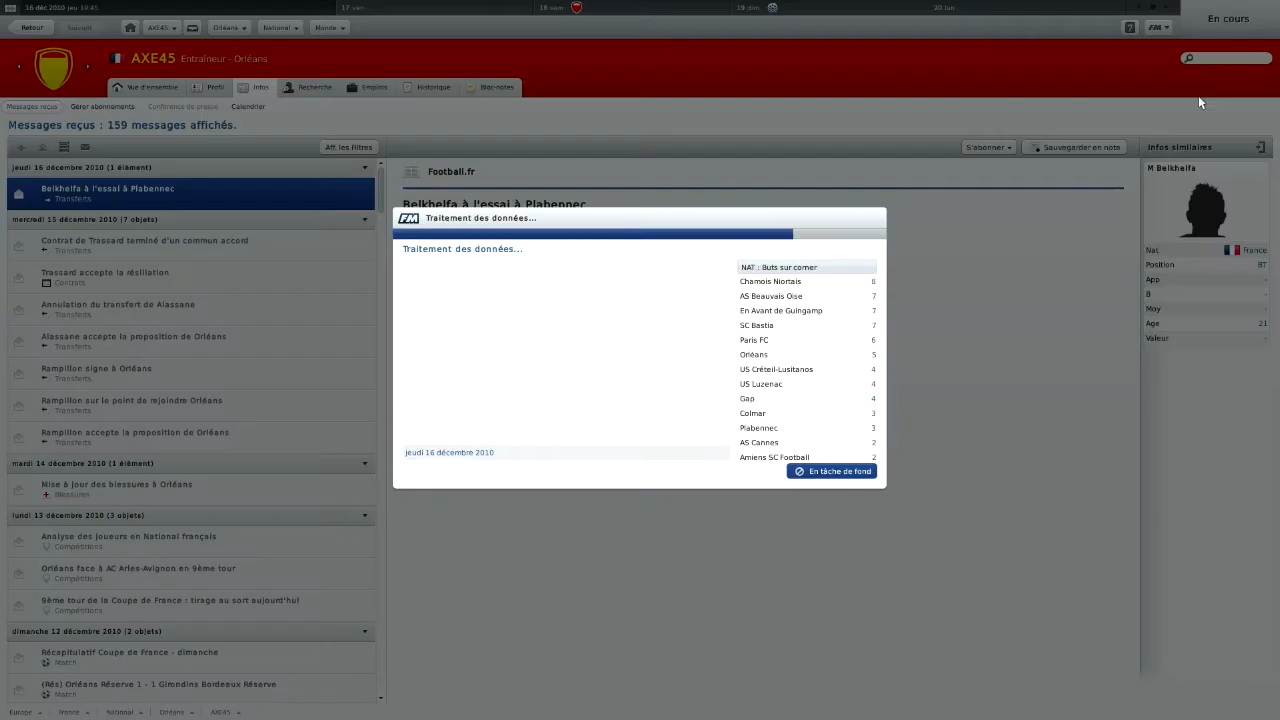 16 déc 2010 jeu 19:45
17 ven
18 sam
19 dim
20 lun
Retour
Suivant
AXE45
Orléans
National
Monde
?
FM
En cours
AXE45 Entraîneur - Orléans
Vue d'ensemble
Profil
Infos
Recherche
Emplois
Historique
Bloc-notes
Messages reçus
Gérer abonnements
Conférence de presse
Calendrier
Messages reçus : 159 messages affichés.
Aff. les Filtres
S'abonner
Sauvegarder en note
Infos similaires
jeudi 16 décembre 2010 (1 élément)
Belkheïfa à l'essai à Plabennec
Transferts
mercredi 15 décembre 2010 (7 objets)
Contrat de Trassard terminé d'un commun accord
Transferts
Trassard accepte la résiliation
Contrats
Annulation du transfert de Alassane
Transferts
Alassane accepte la proposition de Orléans
Transferts
Rampillon signe à Orléans
Transferts
Rampillon sur le point de rejoindre Orléans
Transferts
Rampillon accepte la proposition de Orléans
Transferts
mardi 14 décembre 2010 (1 élément)
Mise à jour des blessures à Orléans
Blessures
lundi 13 décembre 2010 (3 objets)
Analyse des joueurs en National français
Compétitions
Orléans face à AC Arles-Avignon en 9ème tour
Compétitions
9ème tour de la Coupe de France : tirage au sort aujourd'hui
Compétitions
dimanche 12 décembre 2010 (2 objets)
Récapitulatif Coupe de France - dimanche
Match
(Rés) Orléans Réserve 1 - 1 Girondins Bordeaux Réserve
Match
Football.fr
Belkheïfa à l'essai à Plabennec
FM Traitement des données...
Traitement des données...
NAT : Buts sur corner
Chamois Niortais 8
AS Beauvais Oise 7
En Avant de Guingamp 7
SC Bastia 7
Paris FC 6
Orléans 5
US Créteil-Lusitanos 4
US Luzenac 4
Gap 4
Colmar 3
Plabennec 3
AS Cannes 2
Amiens SC Football 2
jeudi 16 décembre 2010
En tâche de fond
M Belkheïfa
Nat France
Position BT
App -
B -
Moy -
Age 21
Valeur -
Europe
France
National
Orléans
AXE45